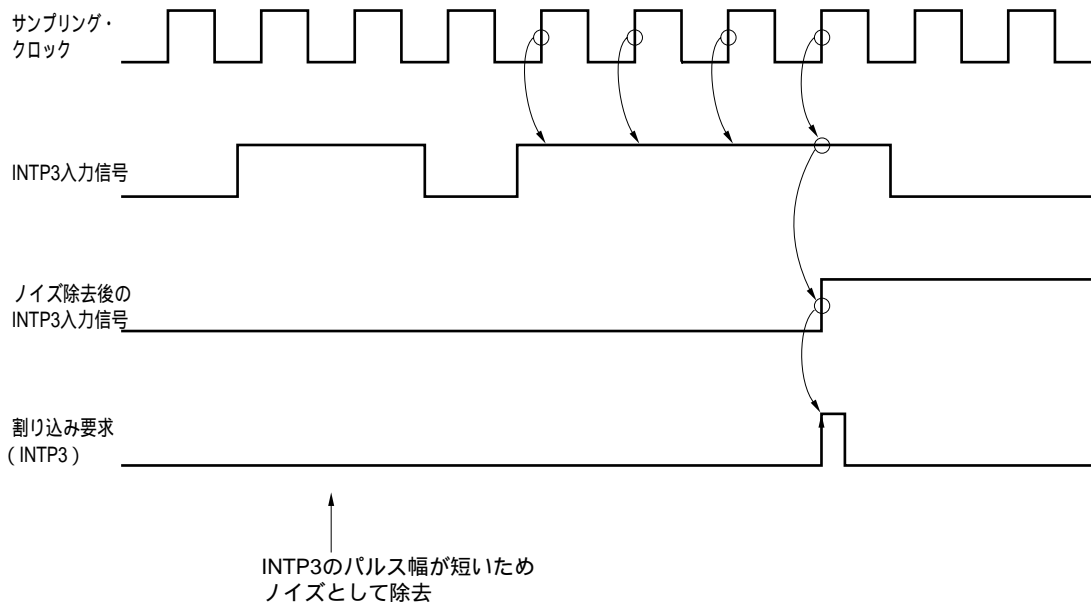 サンプリング・
クロック
INTP3入力信号
ノイズ除去後の
INTP3入力信号
割り込み要求
(INTP3)
INTP3のパルス幅が短いため
ノイズとして除去